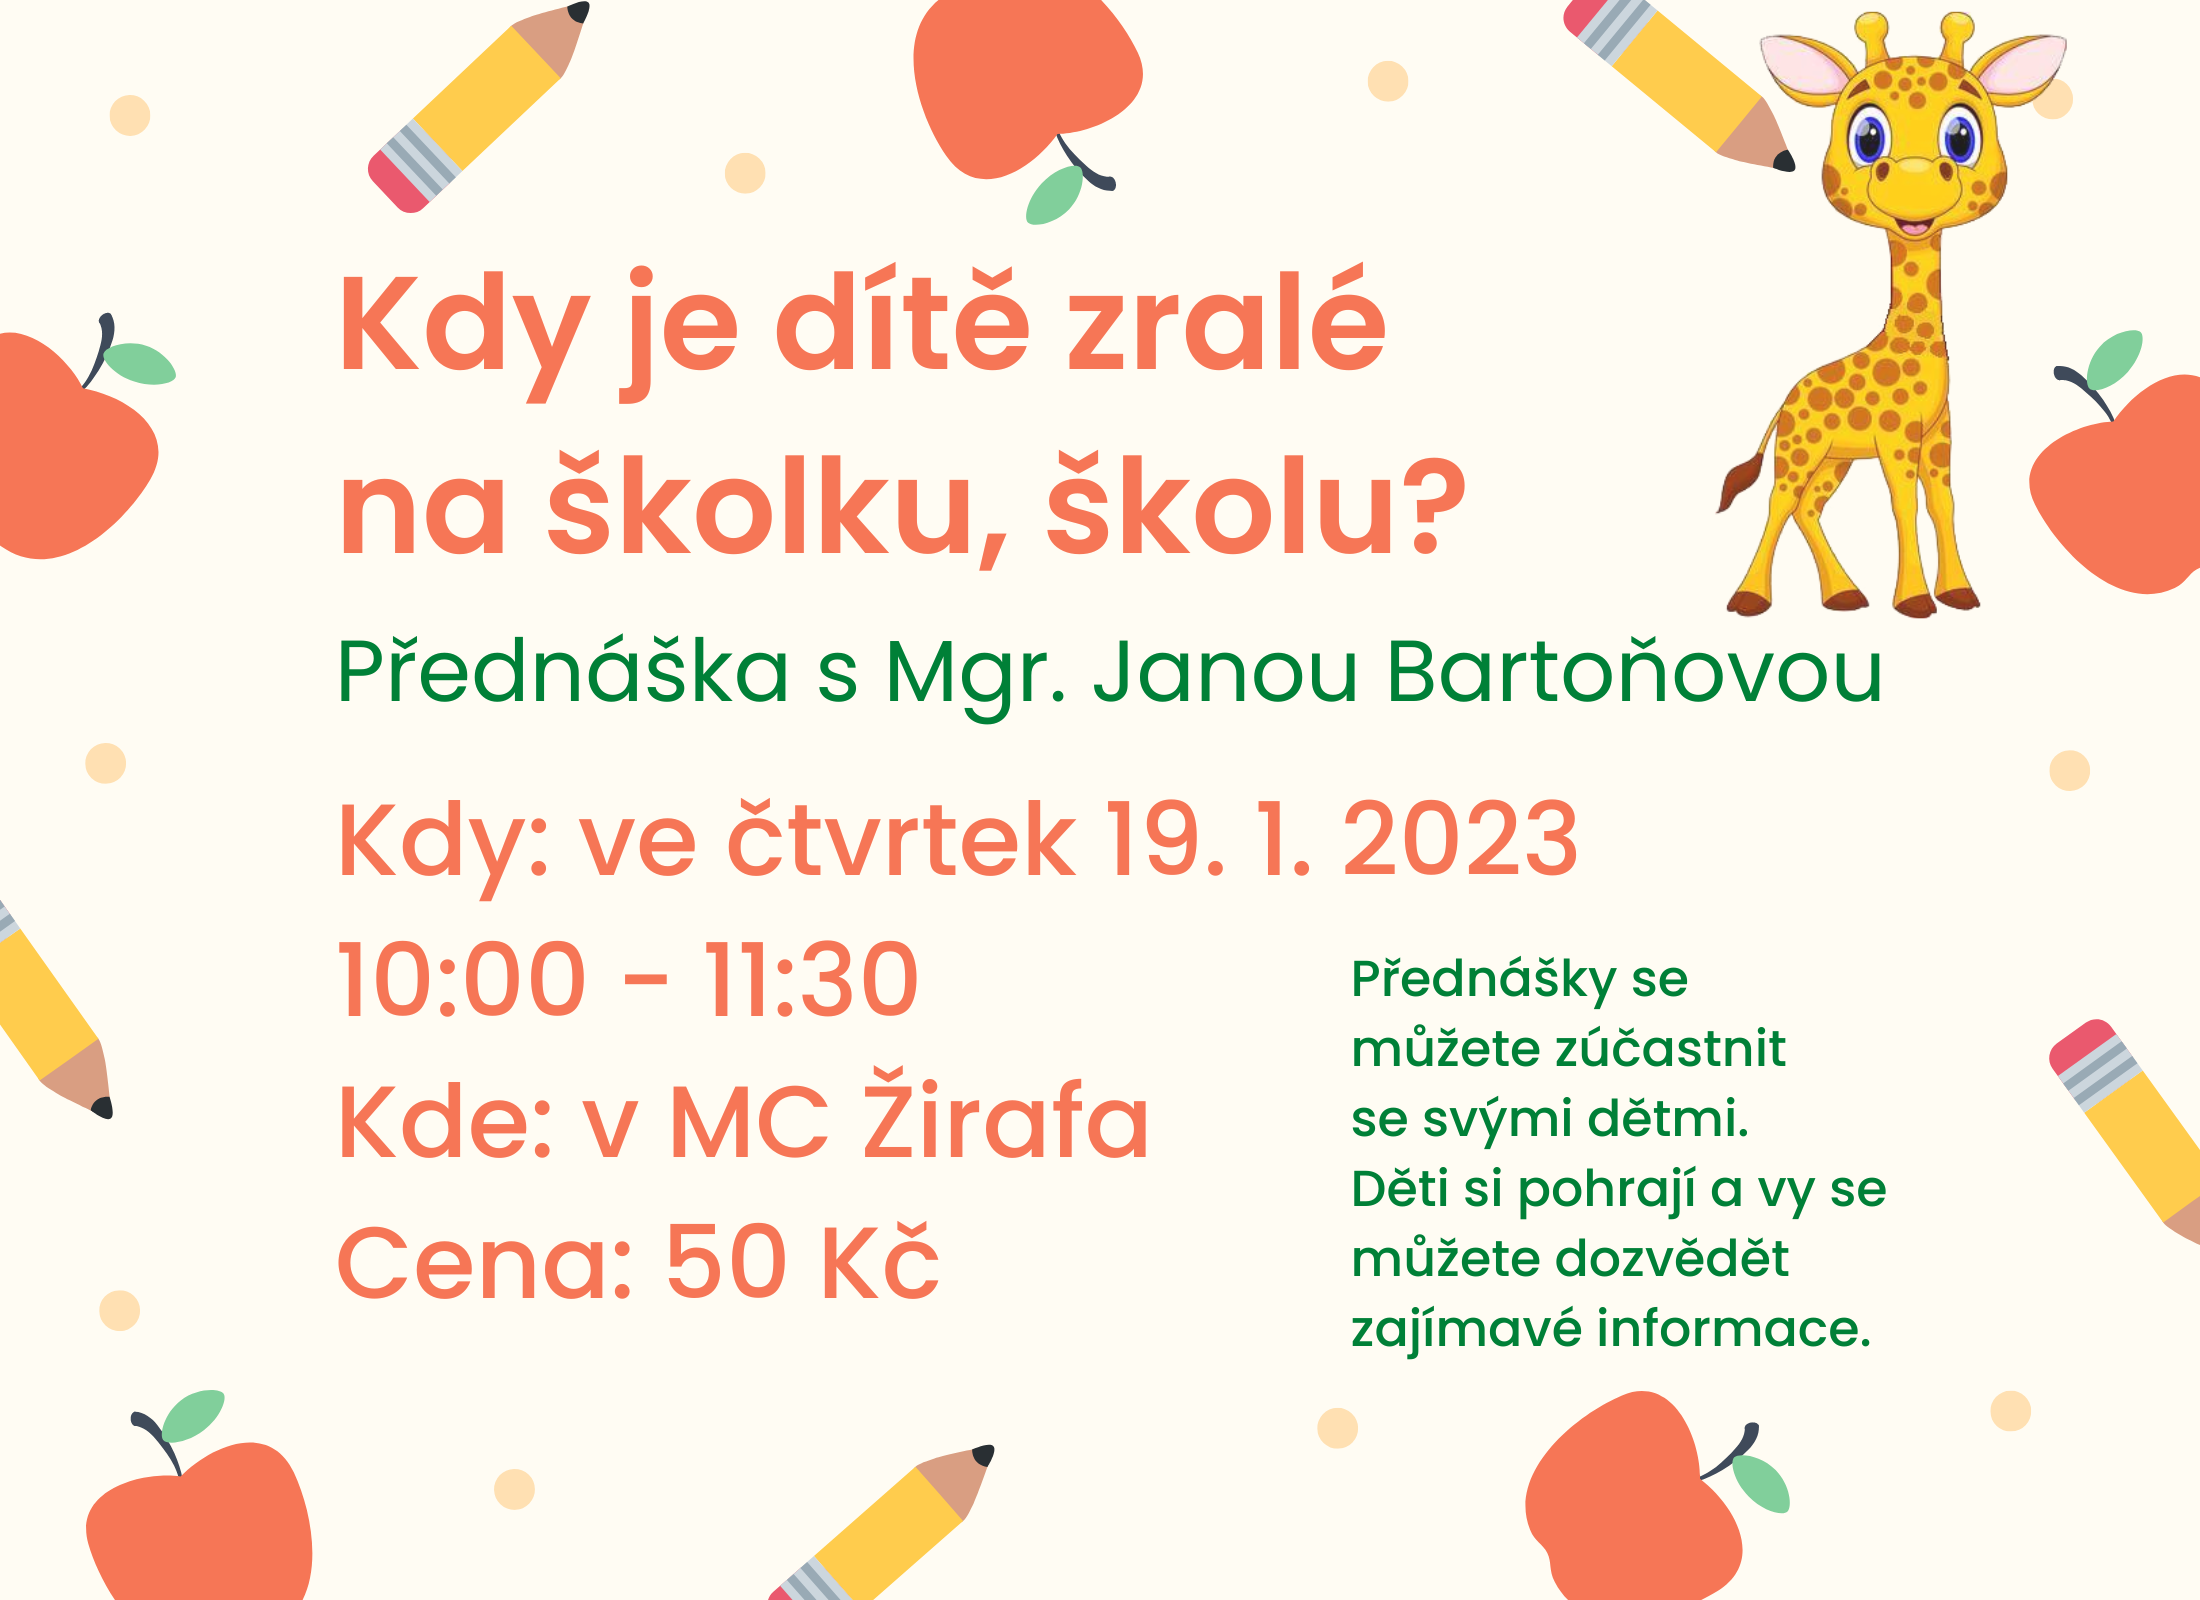 Kdy je dítě zralé
na školku, školu?
Přednáška s Mgr. Janou Bartoňovou
Kdy: ve čtvrtek 19. 1. 2023
10:00 - 11:30
Kde: v MC Žirafa
Cena: 50 Kč
Přednášky se
můžete zúčastnit
se svými dětmi.
Děti si pohrají a vy se
můžete dozvědět
zajímavé informace.